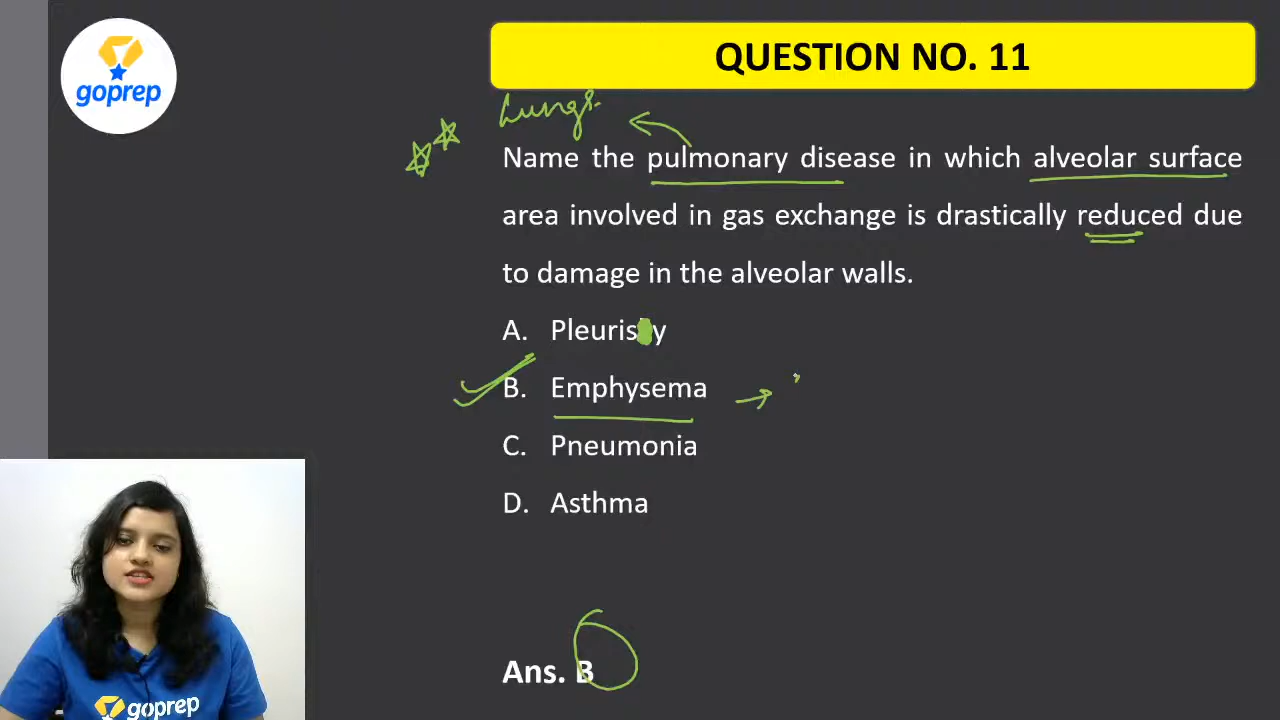 goprep
QUESTION NO. 11
Lungs.
Name the pulmonary disease in which alveolar surface
area involved in gas exchange is drastically reduced due
to damage in the alveolar walls.
A. Pleurisy
B. Emphysema
C. Pneumonia
D. Asthma
Ans. B
goprep